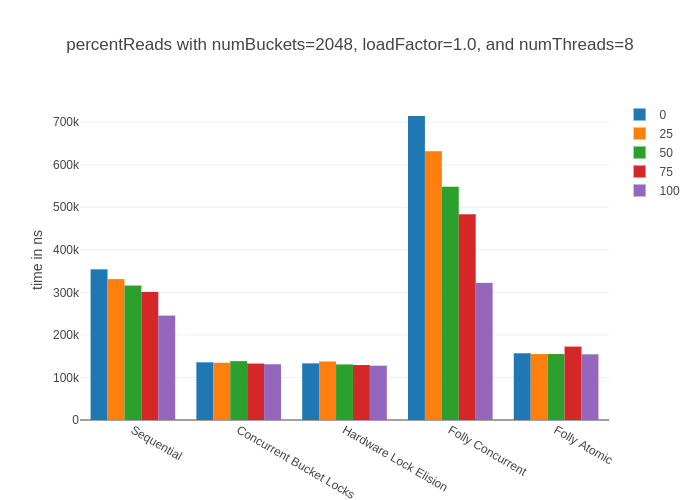 percentReads with numBuckets=2048, loadFactor=1.0, and numThreads=8
0
25
50
75
100
time in ns
700k
600k
500k
400k
300k
200k
100k
0
Sequential
Concurrent Bucket Locks
Hardware Lock Elision
Folly Concurrent
Folly Atomic